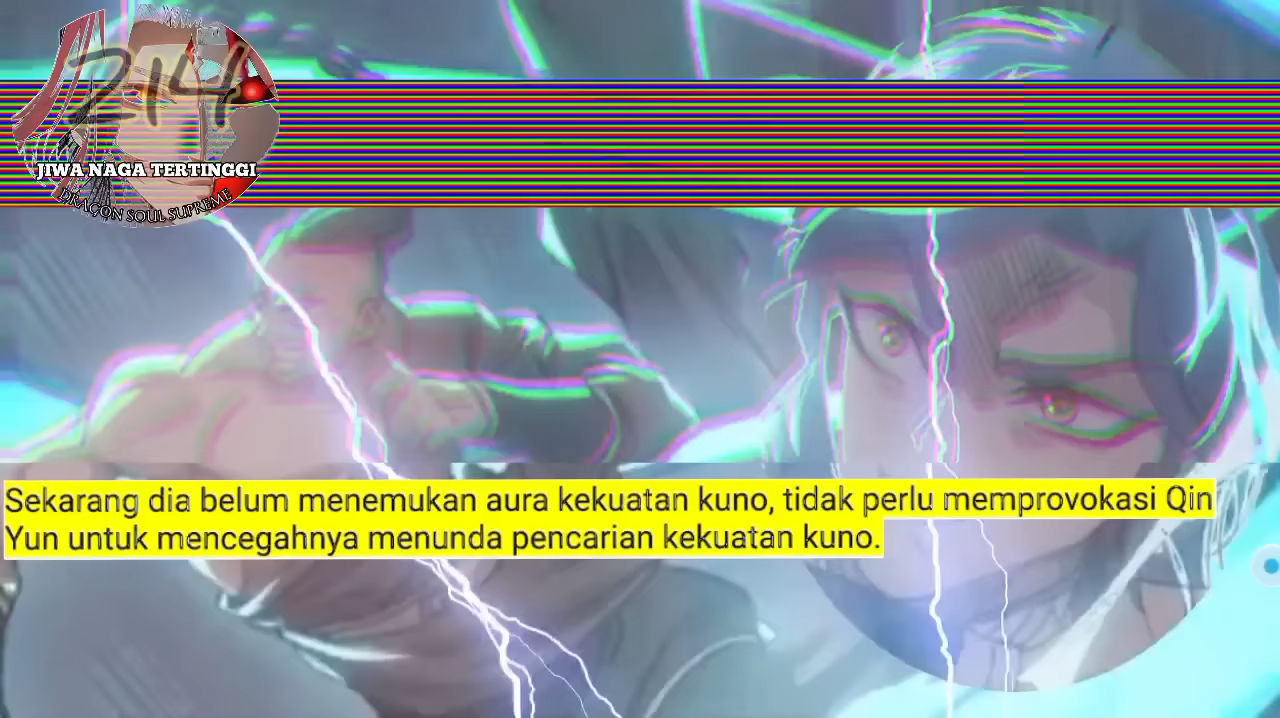 214
JIWA NAGA TERTINGGI
DRAGON SOUL SUPREME
Sekarang dia belum menemukan aura kekuatan kuno, tidak perlu memprovokasi Qin
Yun untuk mencegahnya menunda pencarian kekuatan kuno.